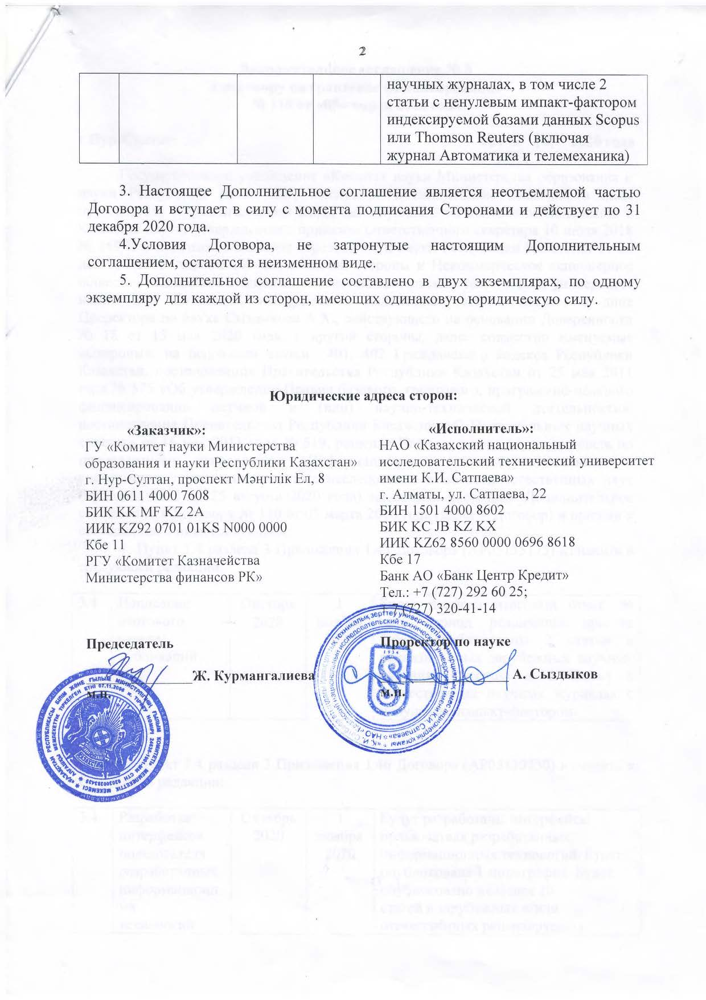 2
научных журналах, в том числе 2
статьи с ненулевым импакт-фактором
индексируемой базами данных Scopus
или Thomson Reuters (включая
журнал Автоматика и телемеханика)
3. Настоящее Дополнительное соглашение является неотъемлемой частью
Договора и вступает в силу с момента подписания Сторонами и действует по 31
декабря 2020 года.
4.Условия Договора, не затронутые настоящим Дополнительным
соглашением, остаются в неизменном виде.
5. Дополнительное соглашение составлено в двух экземплярах, по одному
экземпляру для каждой из сторон, имеющих одинаковую юридическую силу.
Юридические адреса сторон:
«Заказчик»:
ГУ «Комитет науки Министерства
образования и науки Республики Казахстан»
г. Нур-Султан, проспект Мәңгілік Ел, 8
БИН 0611 4000 7608
БИК KK MF KZ 2A
ИИК KZ92 0701 01KS N000 0000
Кбе 11
РГУ «Комитет Казначейства
Министерства финансов РК»
Председатель
Ж. Курмангалиева
м.п.
«Исполнитель»:
НАО «Казахский национальный
исследовательский технический университет
имени К.И. Сатпаева»
г. Алматы, ул. Сатпаева, 22
БИН 1501 4000 8602
БИК KC JB KZ KX
ИИК KZ62 8560 0000 0696 8618
Кбе 17
Банк АО «Банк Центр Кредит»
Тел.: +7 (727) 292 60 25;
+ 7 (727) 320-41-14
Проректор по науке
А. Сыздыков
м.п.
1934